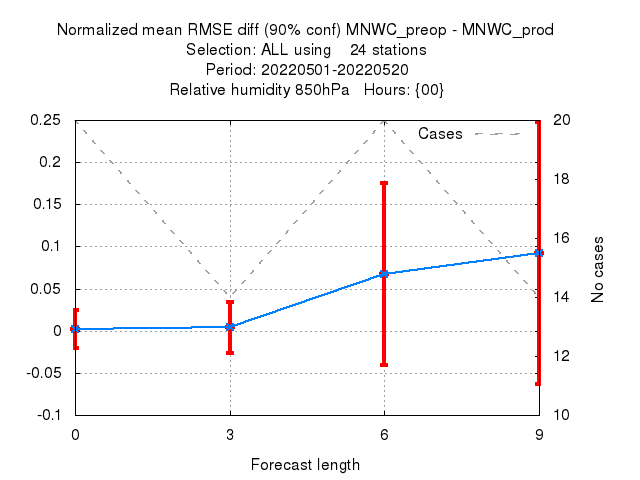 Normalized mean RMSE diff (90% conf) MNWC_preop - MNWC_prod
Selection: ALL using    24 stations
Period: 20220501-20220520
Relative humidity 850hPa   Hours: {00}
0.25
0.2
0.15
0.1
0.05
0
-0.05
-0.1
Cases
20
18
16
14
12
10
No cases
0 3 6 9
Forecast length